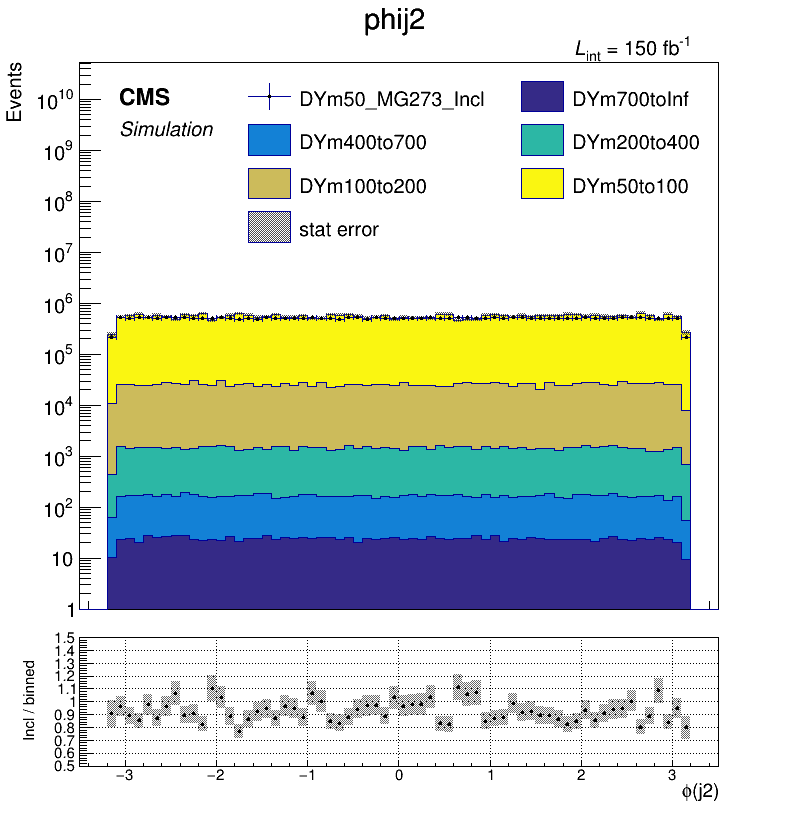 phij2
L_int = 150 fb^-1
Events
CMS
Simulation
DYm50_MG273_Incl
DYm700toInf
DYm400to700
DYm200to400
DYm100to200
DYm50to100
stat error
10^10
10^9
10^8
10^7
10^6
10^5
10^4
10^3
10^2
10
1
Incl / binned
1.5
1.4
1.3
1.2
1.1
1
0.9
0.8
0.7
0.6
0.5
−3 −2 −1 0 1 2 3
ϕ(j2)